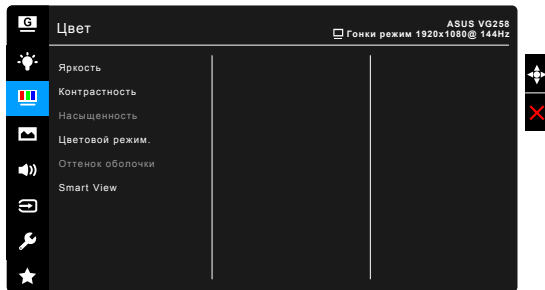 G
Цвет
ASUS VG258
Гонки режим 1920x1080@ 144Hz
Яркость
Контрастность
Насыщенность
Цветовой режим.
Оттенок оболочки
Smart View